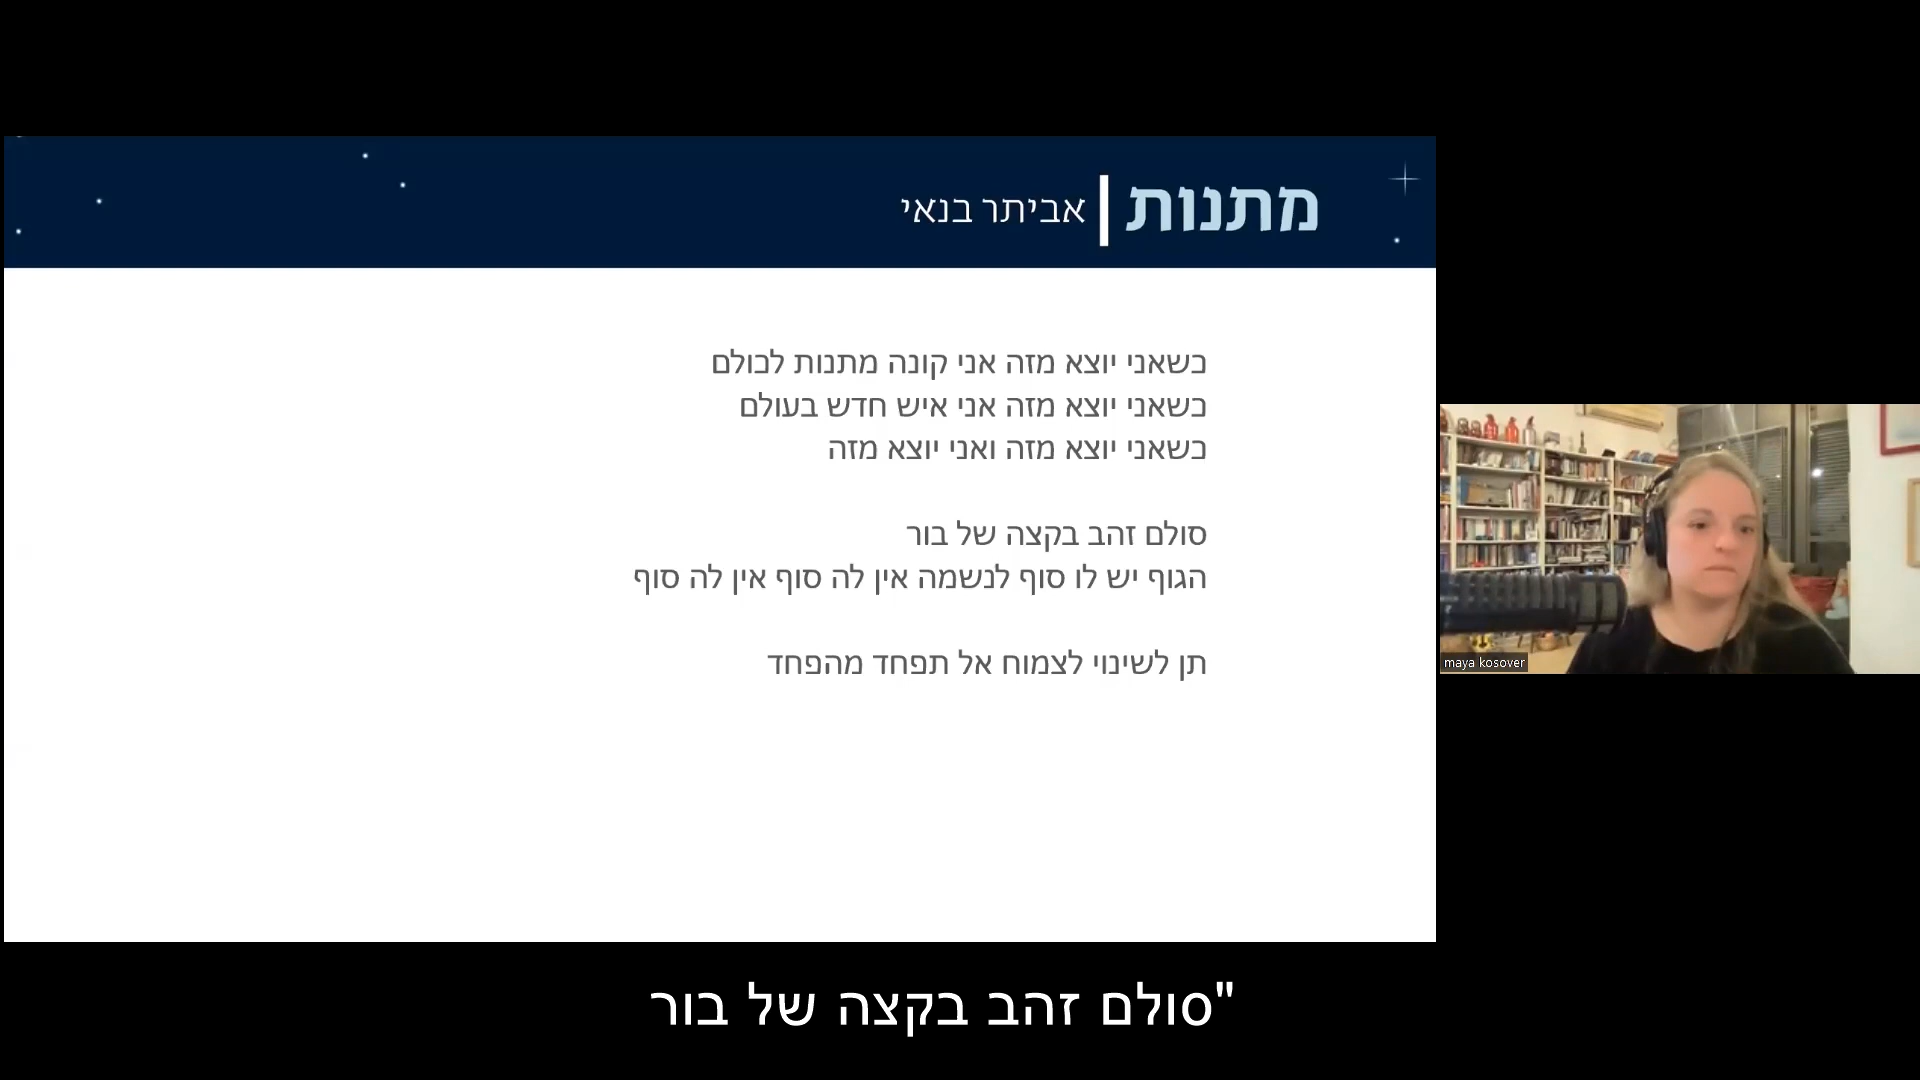 מתנות | אביתר בנאי
כשאני יוצא מזה אני קונה מתנות לכולם
כשאני יוצא מזה אני איש חדש בעולם
כשאני יוצא מזה ואני יוצא מזה
סולם זהב בקצה של בור
הגוף יש לו סוף לנשמה אין לה סוף אין לה סוף
תן לשינוי לצמוח אל תפחד מהפחד
maya kosover
"סולם זהב בקצה של בור